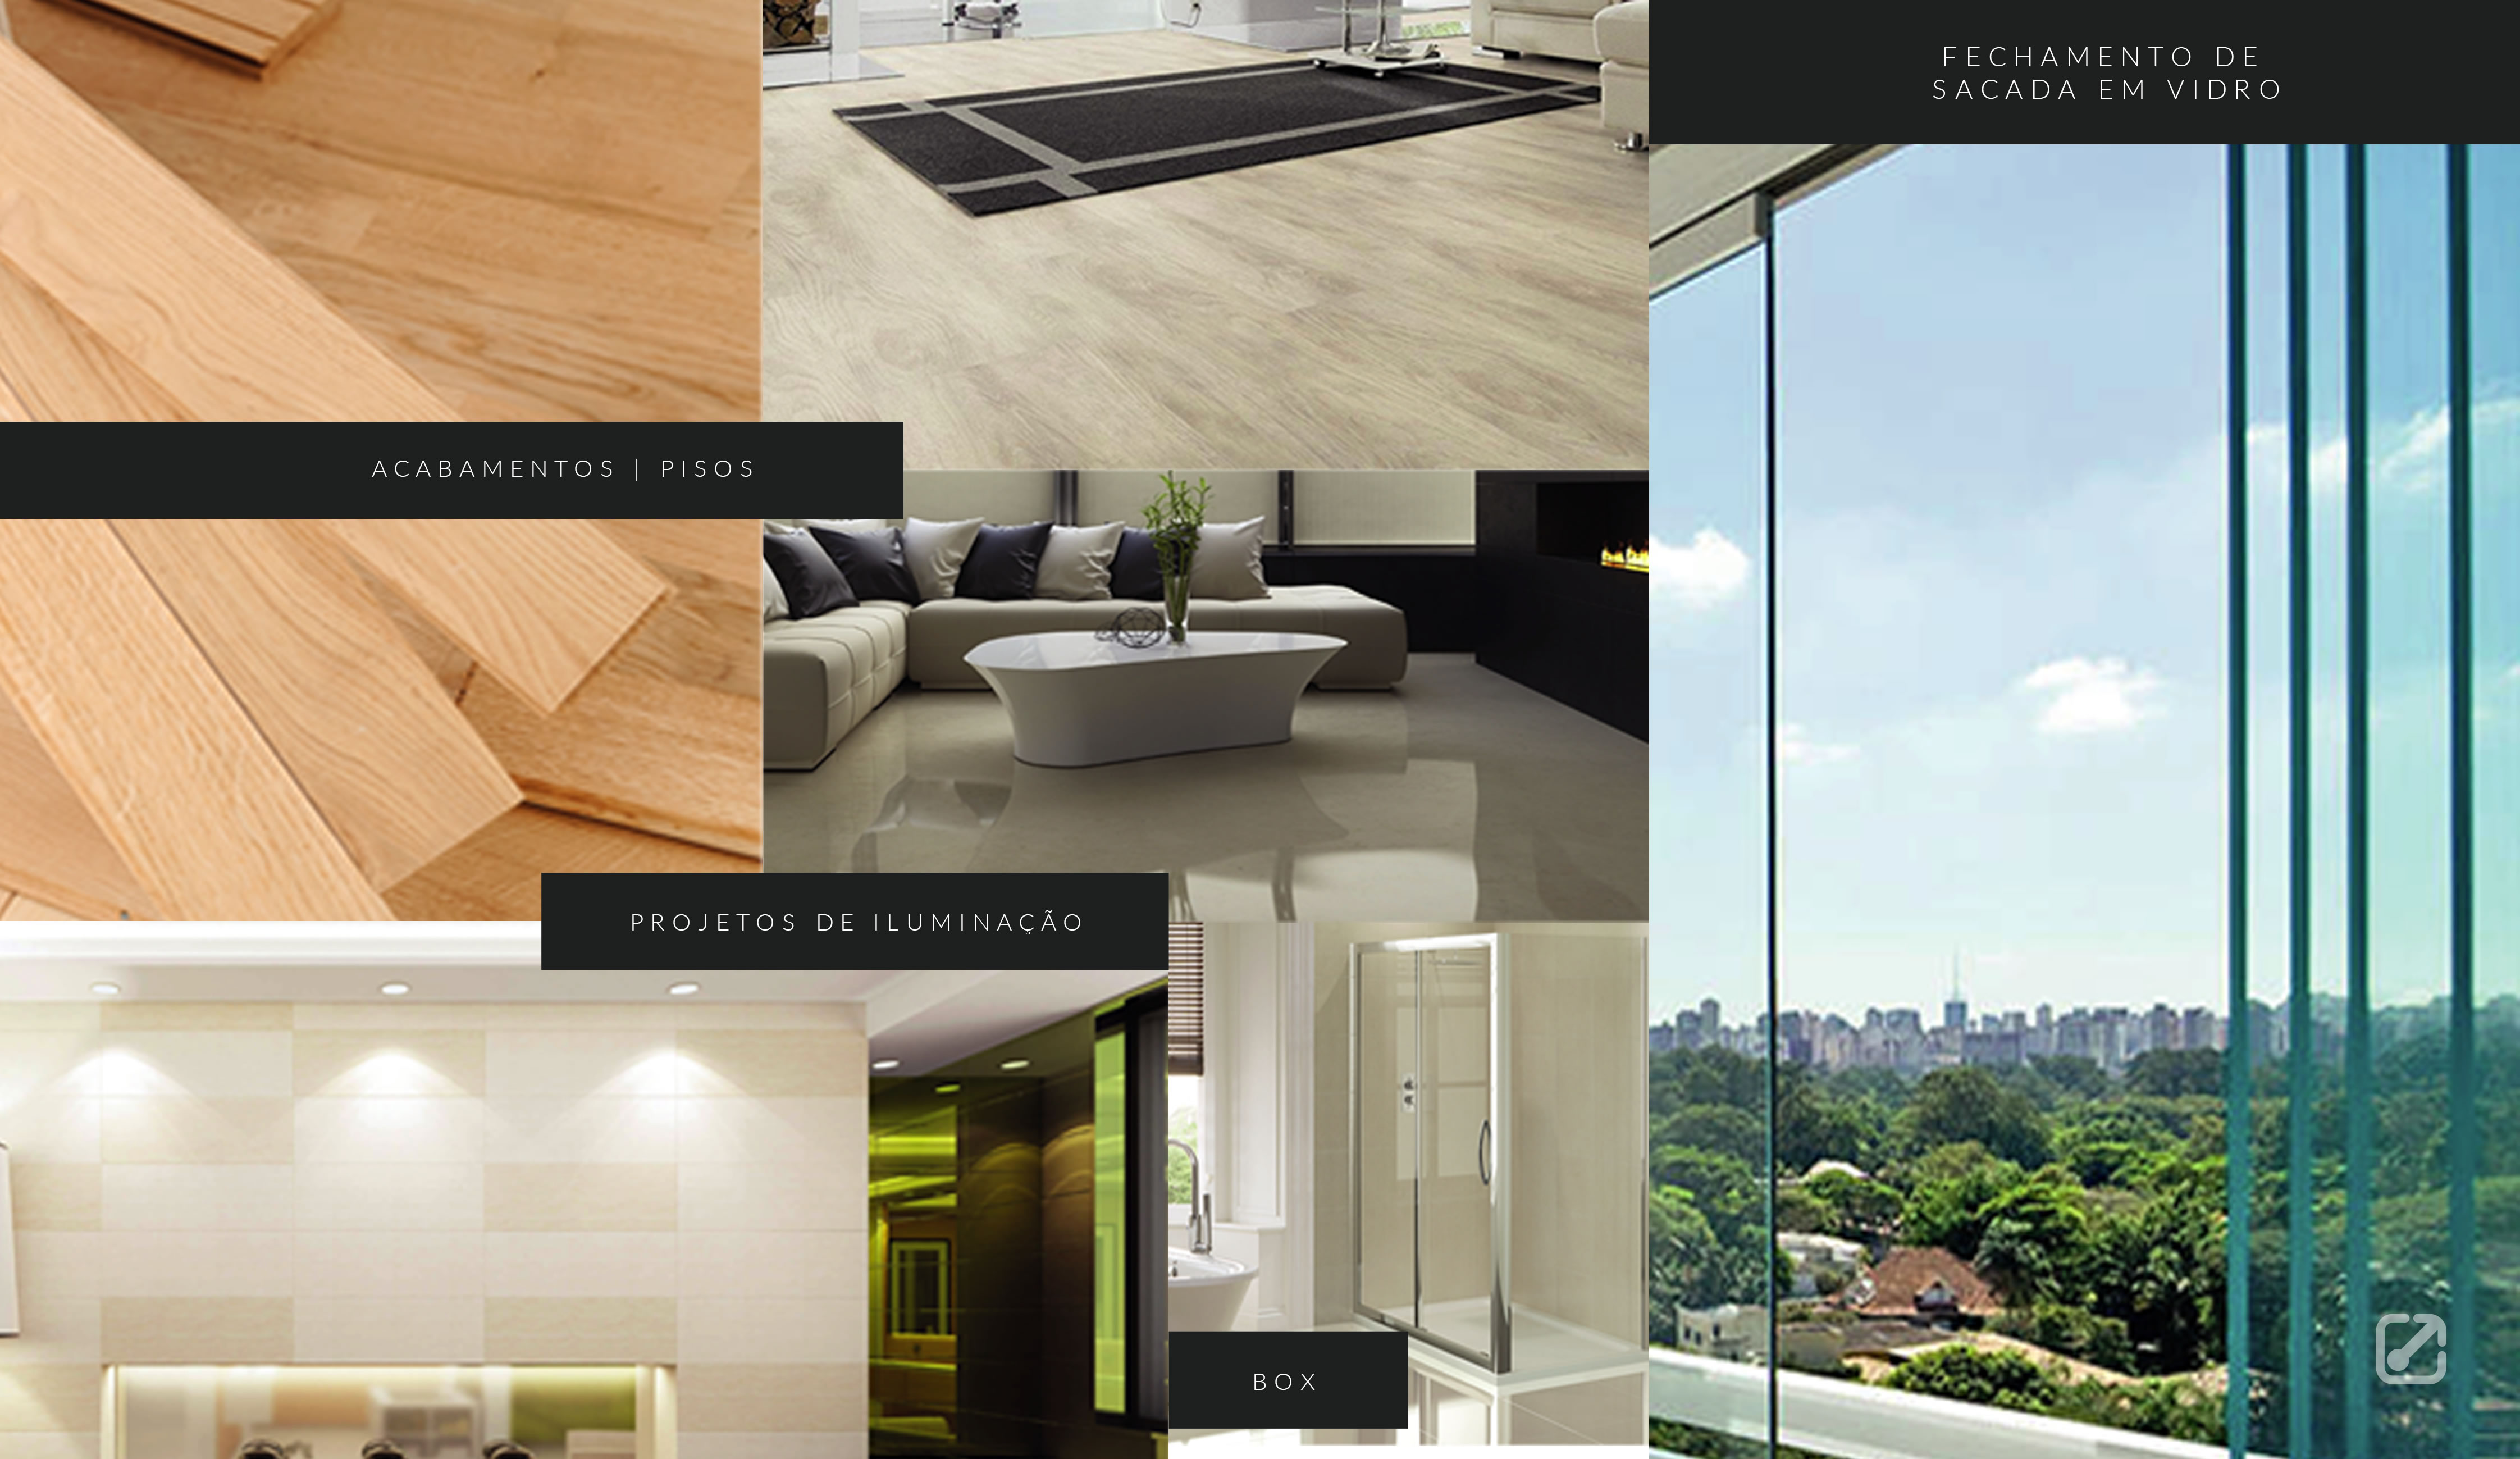 FECHAMENTO DE
SACADA EM VIDRO
ACABAMENTOS | PISOS
PROJETOS DE ILUMINAÇÃO
BOX